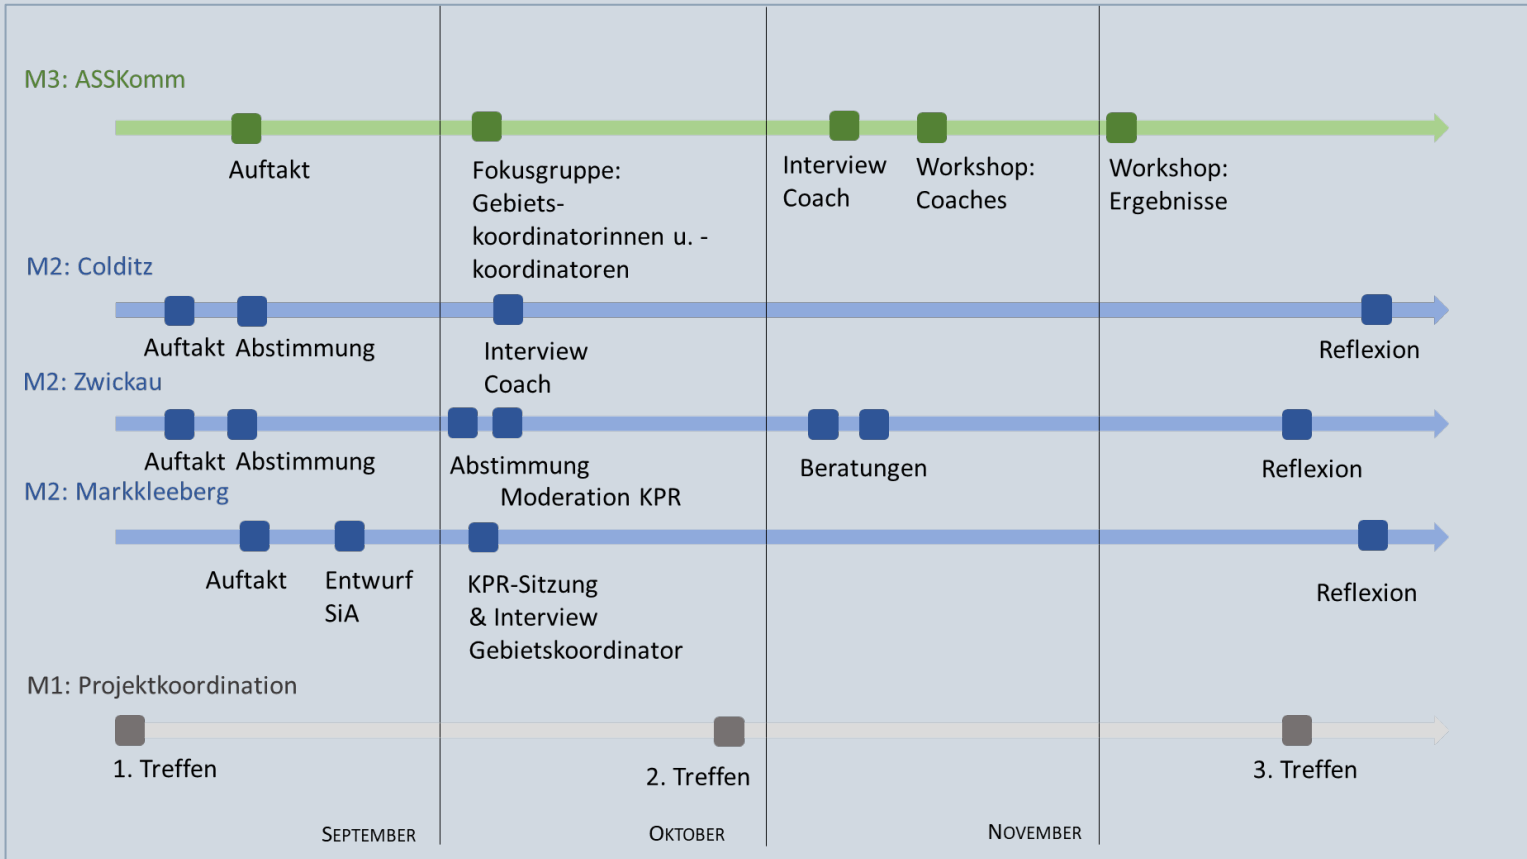 M3: ASSKomm
Auftakt
Fokusgruppe:
Gebiets-
koordinatorinnen u. -
koordinatoren
Interview
Coach
Workshop:
Coaches
Workshop:
Ergebnisse
M2: Colditz
Auftakt
Abstimmung
Interview
Coach
Reflexion
M2: Zwickau
Auftakt
Abstimmung
Abstimmung
Moderation KPR
Beratungen
Reflexion
M2: Markkleeberg
Auftakt
Entwurf
SiA
KPR-Sitzung
& Interview
Gebietskoordinator
Reflexion
M1: Projektkoordination
1. Treffen
2. Treffen
3. Treffen
SEPTEMBER
OKTOBER
NOVEMBER